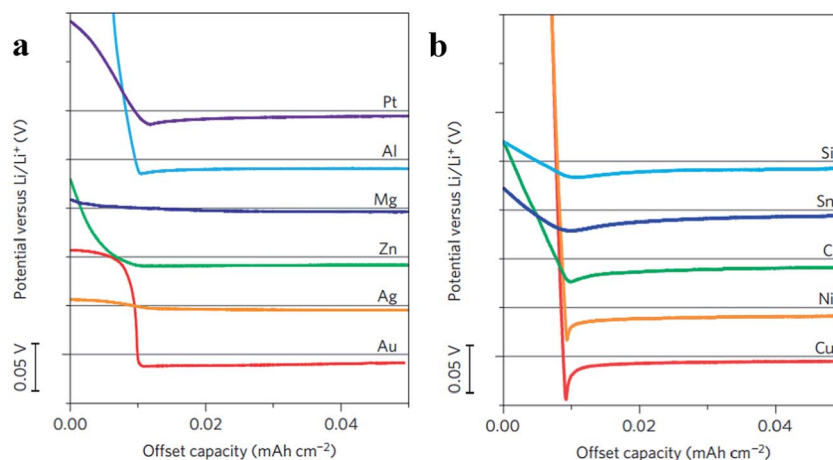 a
Potential versus Li/Li⁺ (V)
0.05 V
Pt
Al
Mg
Zn
Ag
Au
0.00 0.02 0.04
Offset capacity (mAh cm⁻²)
b
Potential versus Li/Li⁺ (V)
0.05 V
Si
Sn
C
Ni
Cu
0.00 0.02 0.04
Offset capacity (mAh cm⁻²)